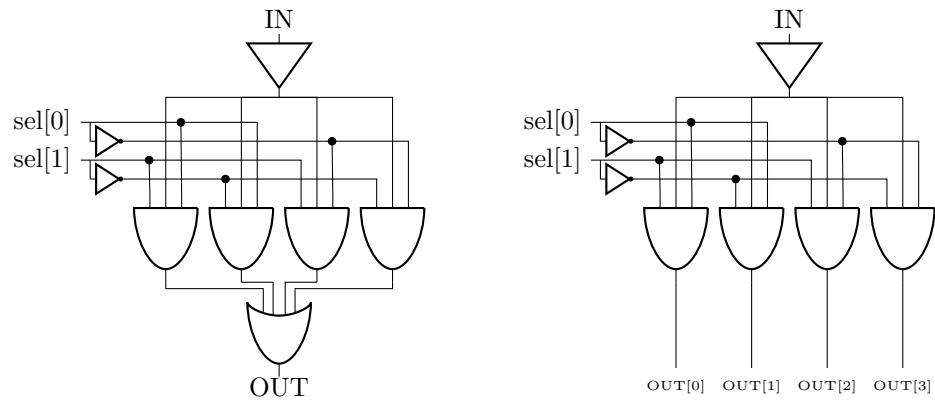 IN
sel[0]
sel[1]
OUT
IN
sel[0]
sel[1]
OUT[0] OUT[1] OUT[2] OUT[3]